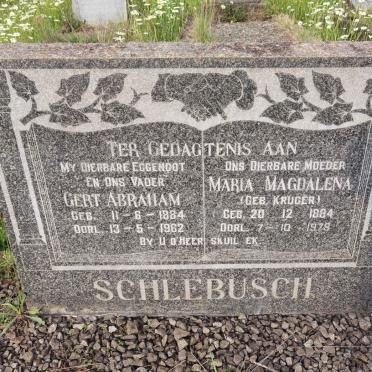 TER GEDAGTENIS AAN
MY DIERBARE EGGENOOT
EN ONS VADER
GERT ABRAHAM
GEB. 11-6-1884
OORL. 13-5-1962
ONS DIERBARE MOEDER
MARIA MAGDALENA
(GEB. KRUGER)
GEB. 20 12 1884
OORL. 7-10-1978
BY U O HEER SKUIL EK
SCHLEBUSCH